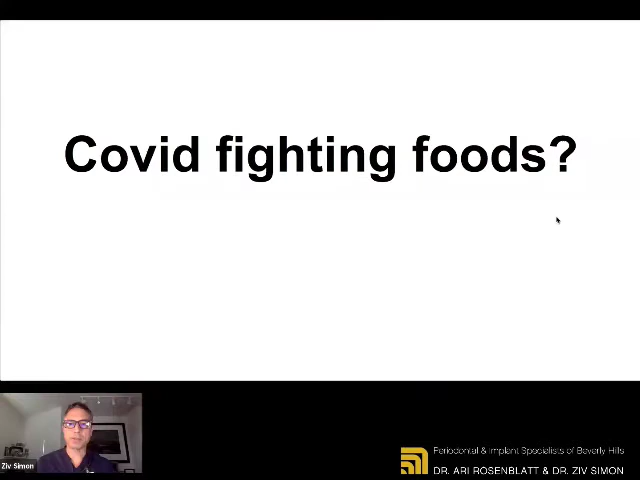 Covid fighting foods?
Ziv Simon
Periodontal & Implant Specialists of Beverly Hills
DR. ARI ROSENBLATT & DR. ZIV SIMON